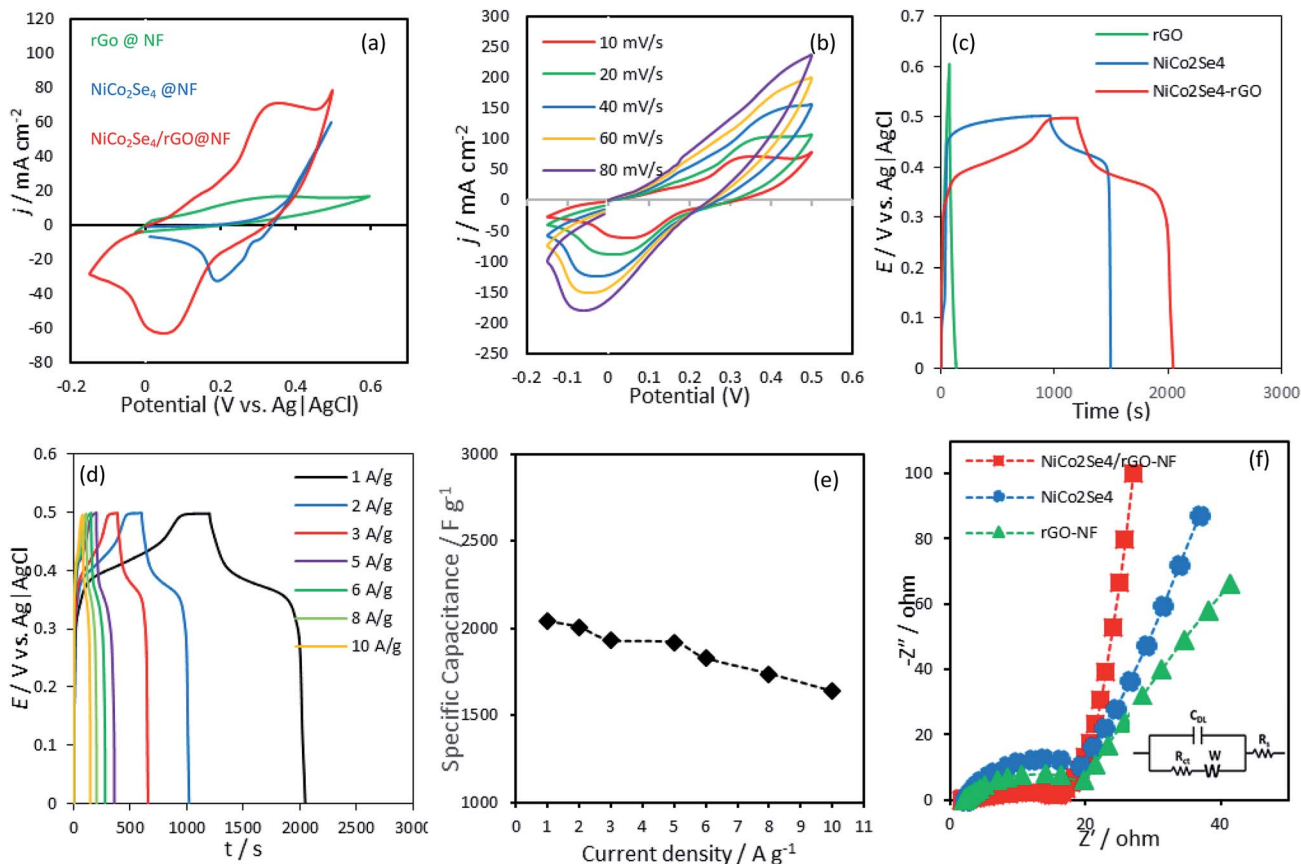 (a)
rGo @ NF
NiCo₂Se₄ @NF
NiCo₂Se₄/rGO@NF
j / mA cm⁻²
120
100
80
60
40
20
0
-20
-40
-60
-80
-0.2 0 0.2 0.4 0.6
Potential (V vs. Ag|AgCl)
(b)
10 mV/s
20 mV/s
40 mV/s
60 mV/s
80 mV/s
j / mA cm⁻²
300
250
200
150
100
50
0
-50
-100
-150
-200
-250
-0.2 -0.1 0 0.1 0.2 0.3 0.4 0.5 0.6
Potential (V)
(c)
rGO
NiCo2Se4
NiCo2Se4-rGO
E / V vs. Ag|AgCl
0.7
0.6
0.5
0.4
0.3
0.2
0.1
0
0 1000 2000 3000
Time (s)
(d)
1 A/g
2 A/g
3 A/g
5 A/g
6 A/g
8 A/g
10 A/g
E / V vs. Ag|AgCl
0.6
0.5
0.4
0.3
0.2
0.1
0
0 500 1000 1500 2000 2500
t / s
(e)
Specific Capacitance / F g⁻¹
3000
2500
2000
1500
1000
0 1 2 3 4 5 6 7 8 9 10 11
Current density / A g⁻¹
(f)
NiCo2Se4/rGO-NF
NiCo2Se4
rGO-NF
-Z″ / ohm
100
80
60
40
20
0
0 20 40
Z′ / ohm
C_DL
R_ct
W
R_s